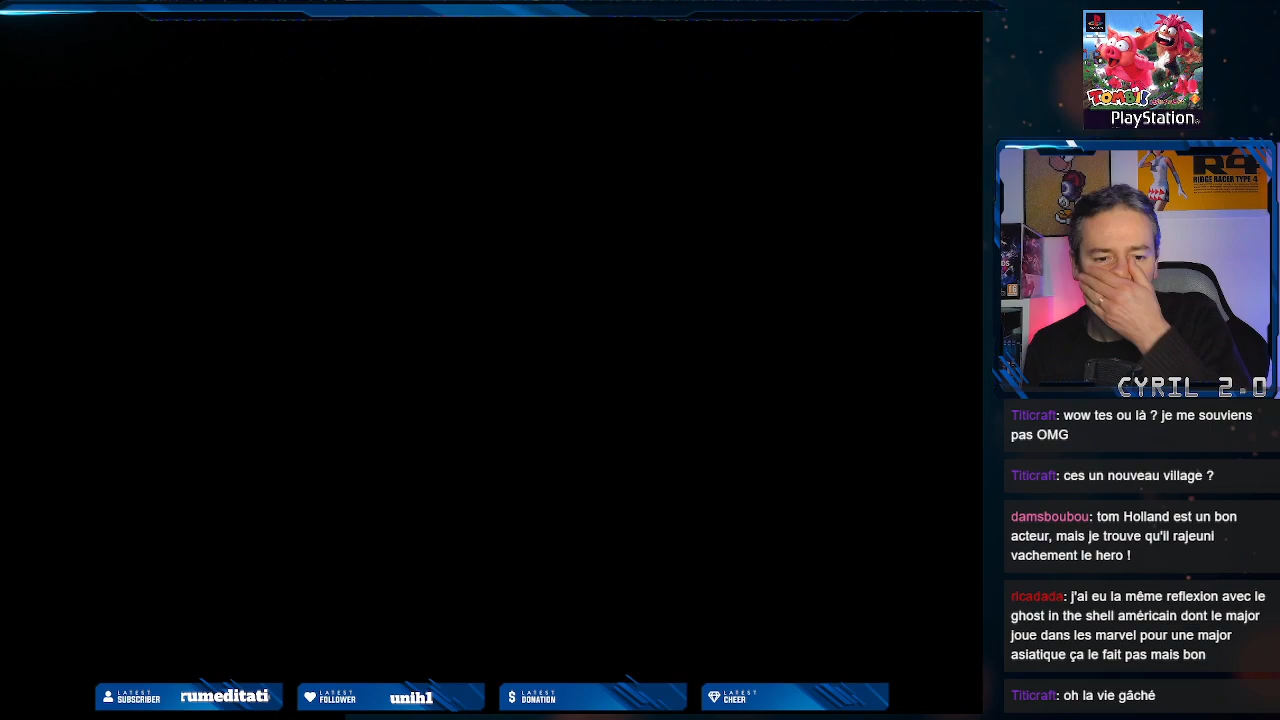 TOMBI!
PlayStation
R4
RIDGE RACER TYPE 4
16
CYRIL 2.0
Titicraft: wow tes ou là ? je me souviens
pas OMG
Titicraft: ces un nouveau village ?
damsboubou: tom Holland est un bon
acteur, mais je trouve qu'il rajeuni
vachement le hero !
ricadada: j'ai eu la même reflexion avec le
ghost in the shell américain dont le major
joue dans les marvel pour une major
asiatique ça le fait pas mais bon
Titicraft: oh la vie gâché
LATEST
SUBSCRIBER
rumeditati
LATEST
FOLLOWER
unih1
LATEST
DONATION
LATEST
CHEER